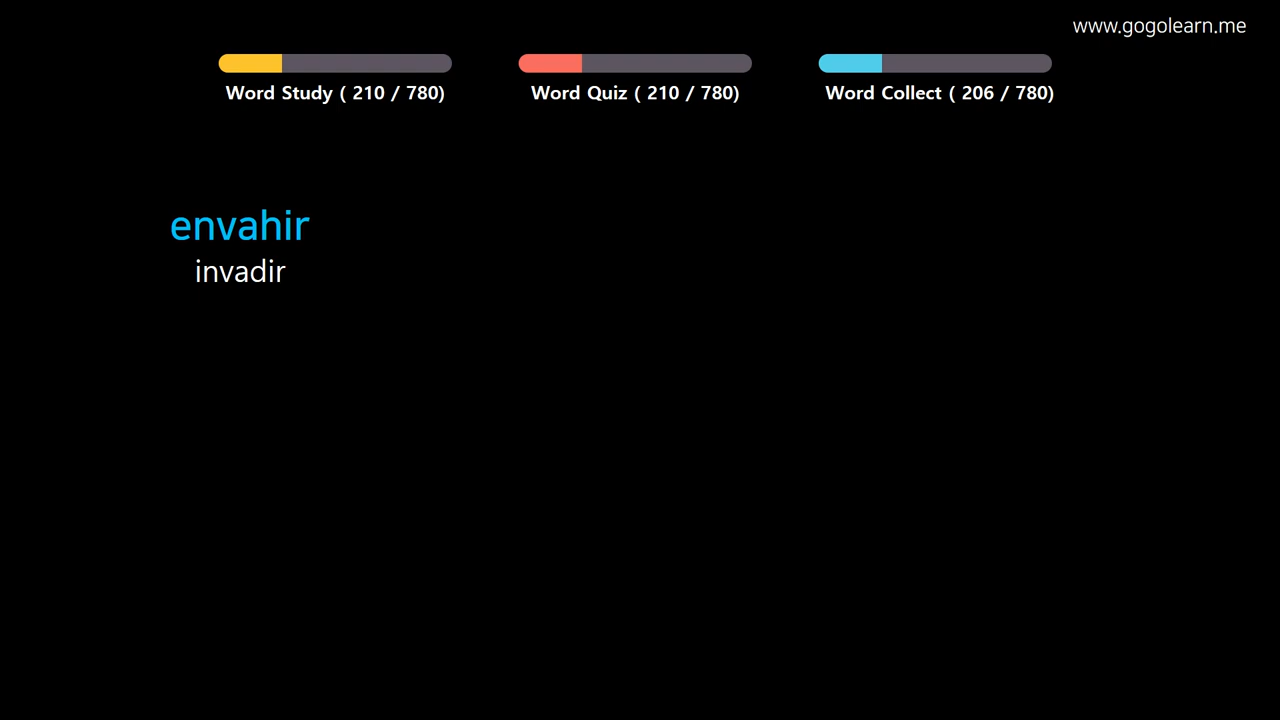 www.gogolearn.me
Word Study ( 210 / 780)
Word Quiz ( 210 / 780)
Word Collect ( 206 / 780)
envahir
invadir